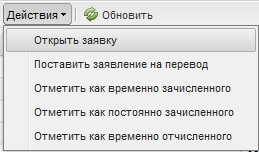 Действия Обновить
Открыть заявку
Поставить заявление на перевод
Отметить как временно зачисленного
Отметить как постоянно зачисленного
Отметить как временно отчисленного